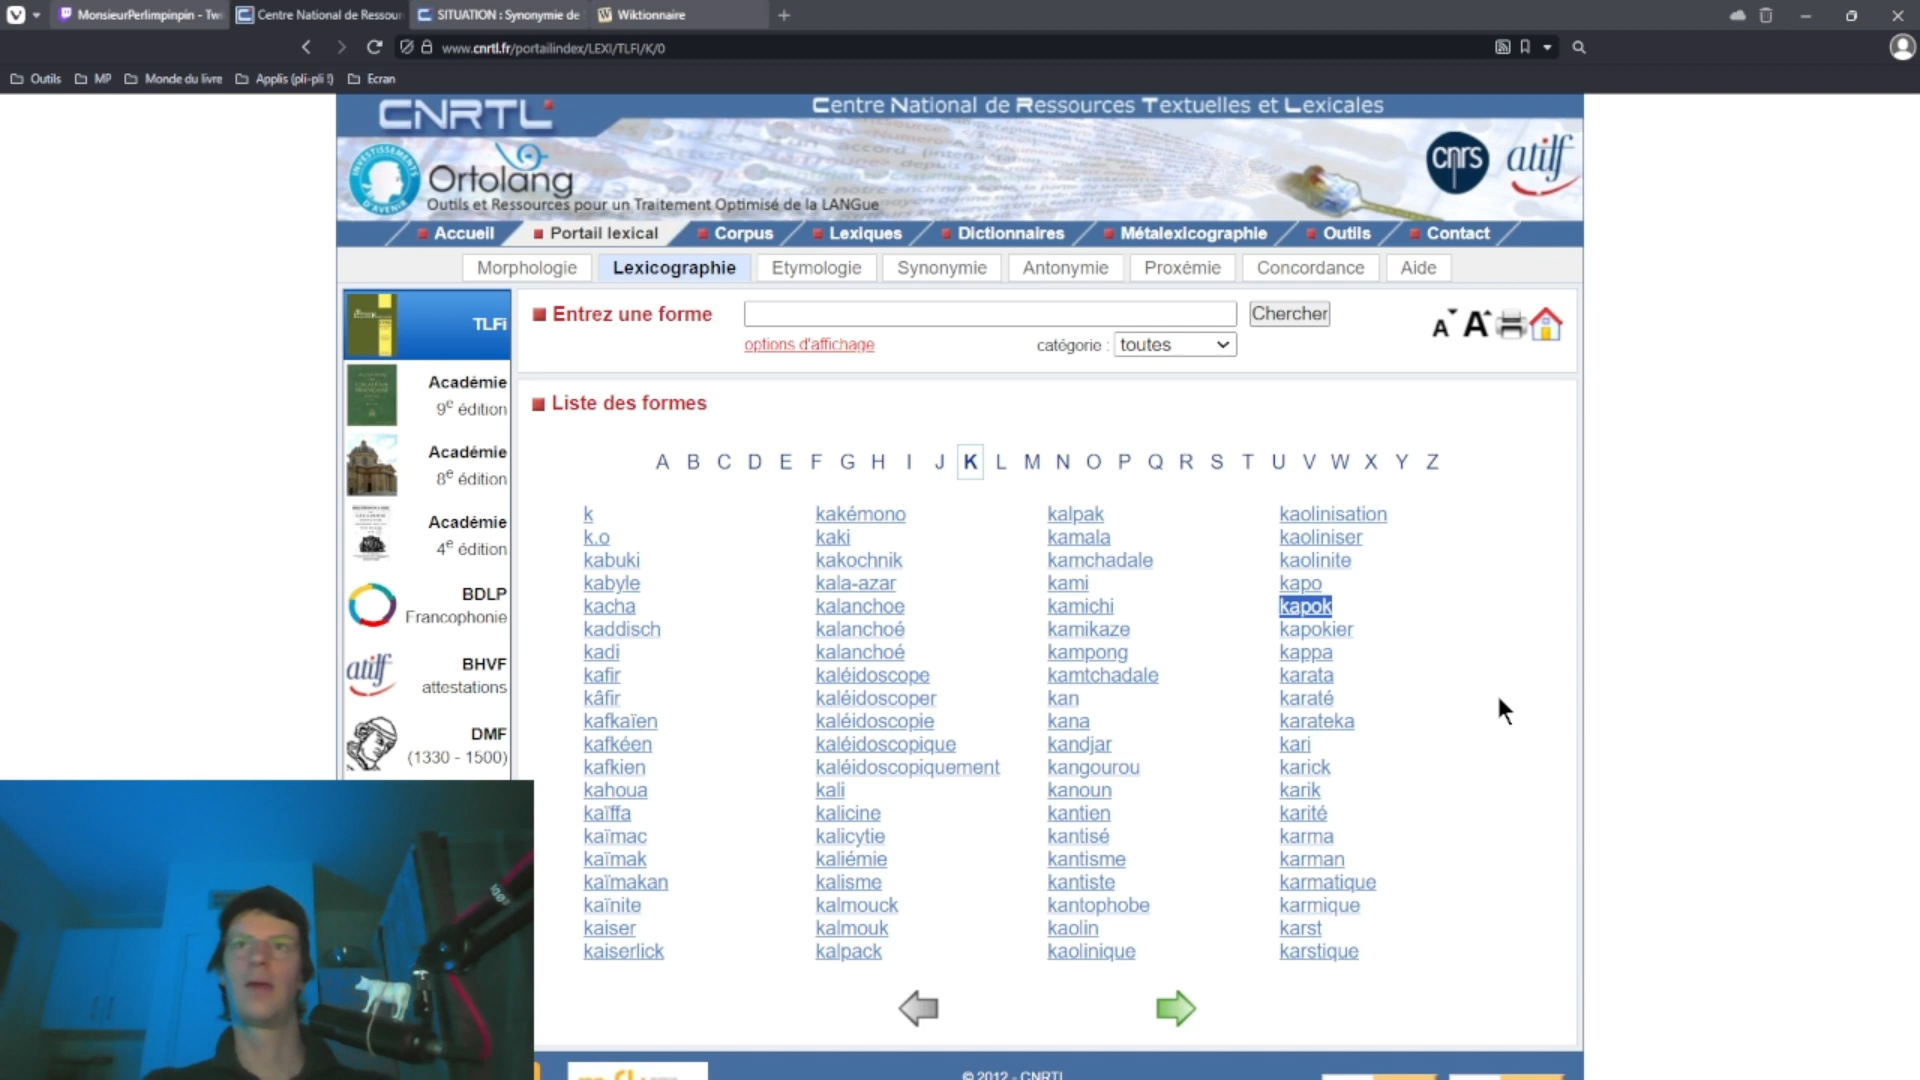 MonsieurPerlimpinpin - Tw
Centre National de Ressour
SITUATION : Synonymie de
Wiktionnaire
www.cnrtl.fr/portailindex/LEXI/TLFI/K/0
Outils
MP
Monde du livre
Applis (pli-pli !)
Ecran
CNRTL
Centre National de Ressources Textuelles et Lexicales
INVESTISSEMENTS D'AVENIR
Ortolang
Outils et Ressources pour un Traitement Optimisé de la LANGue
cnrs
atilf
Accueil
Portail lexical
Corpus
Lexiques
Dictionnaires
Métalexicographie
Outils
Contact
Morphologie
Lexicographie
Etymologie
Synonymie
Antonymie
Proxémie
Concordance
Aide
TLFi
Académie
9e édition
Académie
8e édition
Académie
4e édition
BDLP
Francophonie
atilf
BHVF
attestations
DMF
(1330 - 1500)
Entrez une forme
Chercher
options d'affichage
catégorie : toutes
A A
Liste des formes
A B C D E F G H I J K L M N O P Q R S T U V W X Y Z
k
k.o
kabuki
kabyle
kacha
kaddisch
kadi
kafir
kâfir
kafkaïen
kafkéen
kafkien
kahoua
kaïffa
kaïmac
kaïmak
kaïmakan
kaïnite
kaiser
kaiserlick
kakémono
kaki
kakochnik
kala-azar
kalanchoe
kalanchoé
kalanchoé
kaléidoscope
kaléidoscoper
kaléidoscopie
kaléidoscopique
kaléidoscopiquement
kali
kalicine
kalicytie
kaliémie
kalisme
kalmouck
kalmouk
kalpack
kalpak
kamala
kamchadale
kami
kamichi
kamikaze
kampong
kamtchadale
kan
kana
kandjar
kangourou
kanoun
kantien
kantisé
kantisme
kantiste
kantophobe
kaolin
kaolinique
kaolinisation
kaoliniser
kaolinite
kapo
kapok
kapokier
kappa
karata
karaté
karateka
kari
karick
karik
karité
karma
karman
karmatique
karmique
karst
karstique
© 2012 - CNRTL